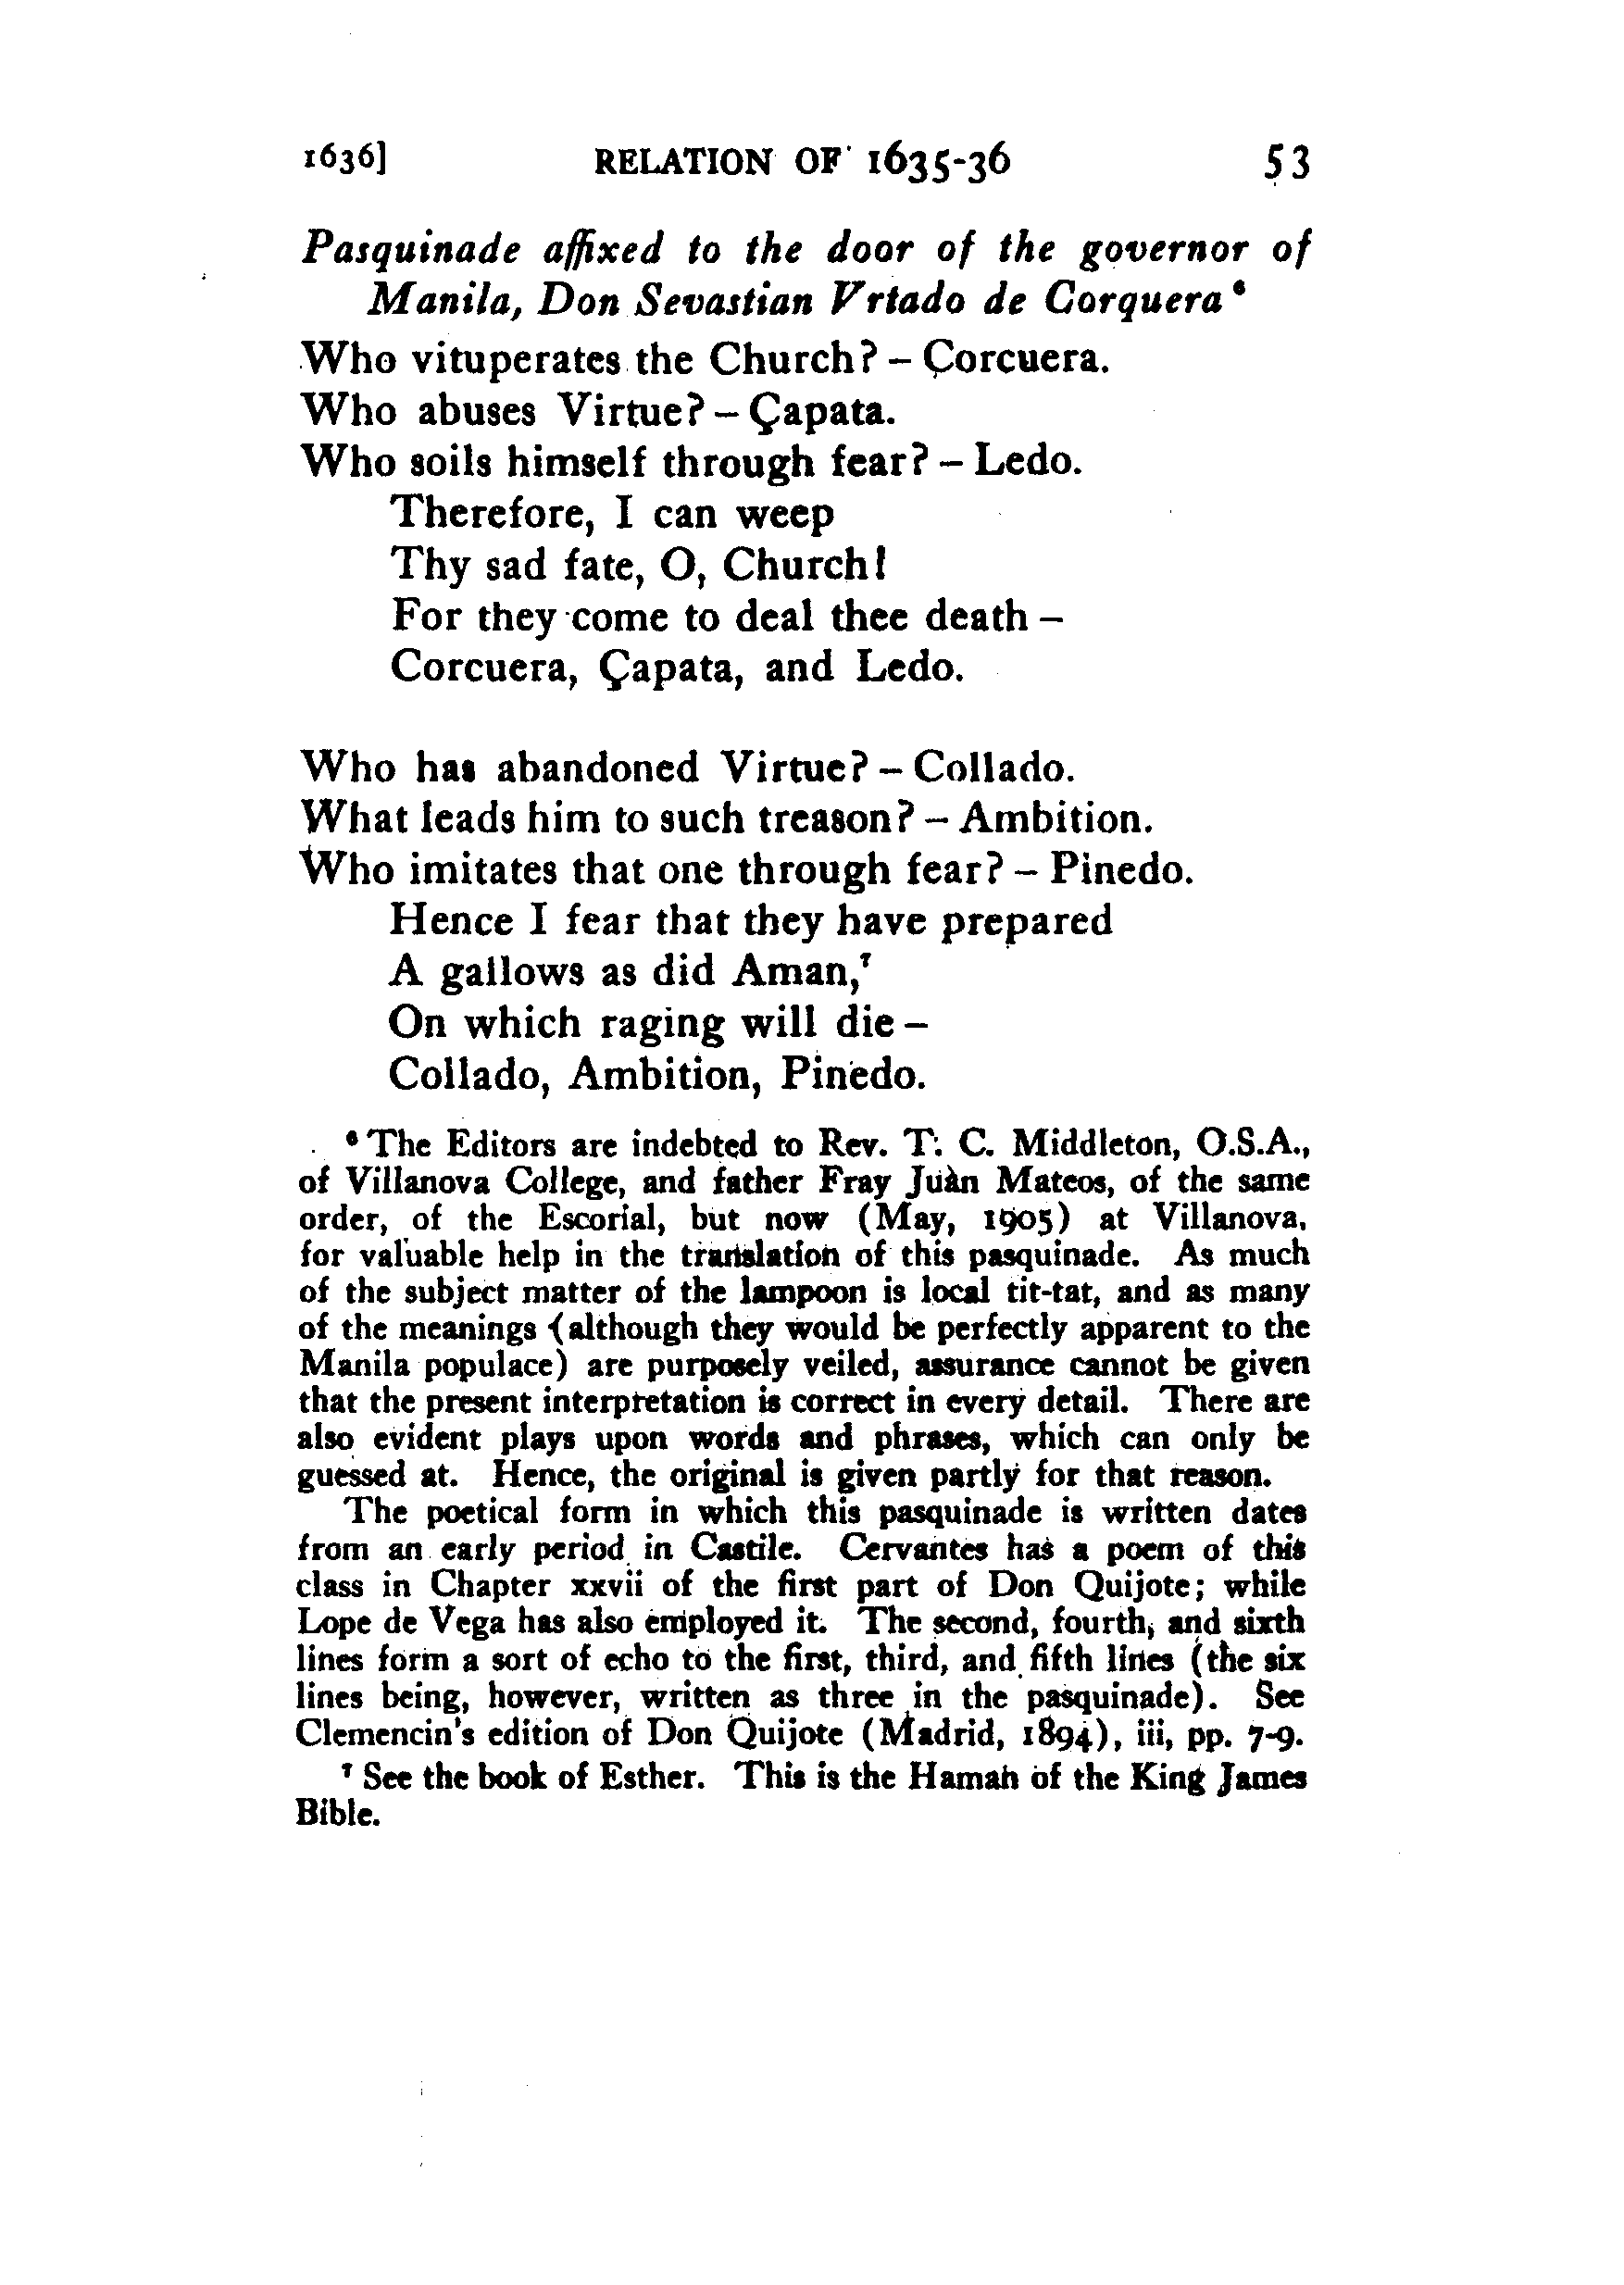 1636] RELATION OF 1635-36 53
Pasquinade affixed to the door of the governor of
Manila, Don Sevastian Vrtado de Corquera ⁶
Who vituperates the Church? – Çorcuera.
Who abuses Virtue? – Çapata.
Who soils himself through fear? – Ledo.
Therefore, I can weep
Thy sad fate, O, Church!
For they come to deal thee death –
Corcuera, Çapata, and Ledo.
Who has abandoned Virtue? – Collado.
What leads him to such treason? – Ambition.
Who imitates that one through fear? – Pinedo.
Hence I fear that they have prepared
A gallows as did Aman,⁷
On which raging will die –
Collado, Ambition, Pinedo.
⁶ The Editors are indebted to Rev. T. C. Middleton, O.S.A.,
of Villanova College, and father Fray Juàn Mateos, of the same
order, of the Escorial, but now (May, 1905) at Villanova,
for valuable help in the translation of this pasquinade. As much
of the subject matter of the lampoon is local tit-tat, and as many
of the meanings (although they would be perfectly apparent to the
Manila populace) are purposely veiled, assurance cannot be given
that the present interpretation is correct in every detail. There are
also evident plays upon words and phrases, which can only be
guessed at. Hence, the original is given partly for that reason.
The poetical form in which this pasquinade is written dates
from an early period in Castile. Cervantes has a poem of this
class in Chapter xxvii of the first part of Don Quijote; while
Lope de Vega has also employed it. The second, fourth, and sixth
lines form a sort of echo to the first, third, and fifth lines (the six
lines being, however, written as three in the pasquinade). See
Clemencin's edition of Don Quijote (Madrid, 1894), iii, pp. 7-9.
⁷ See the book of Esther. This is the Haman of the King James
Bible.